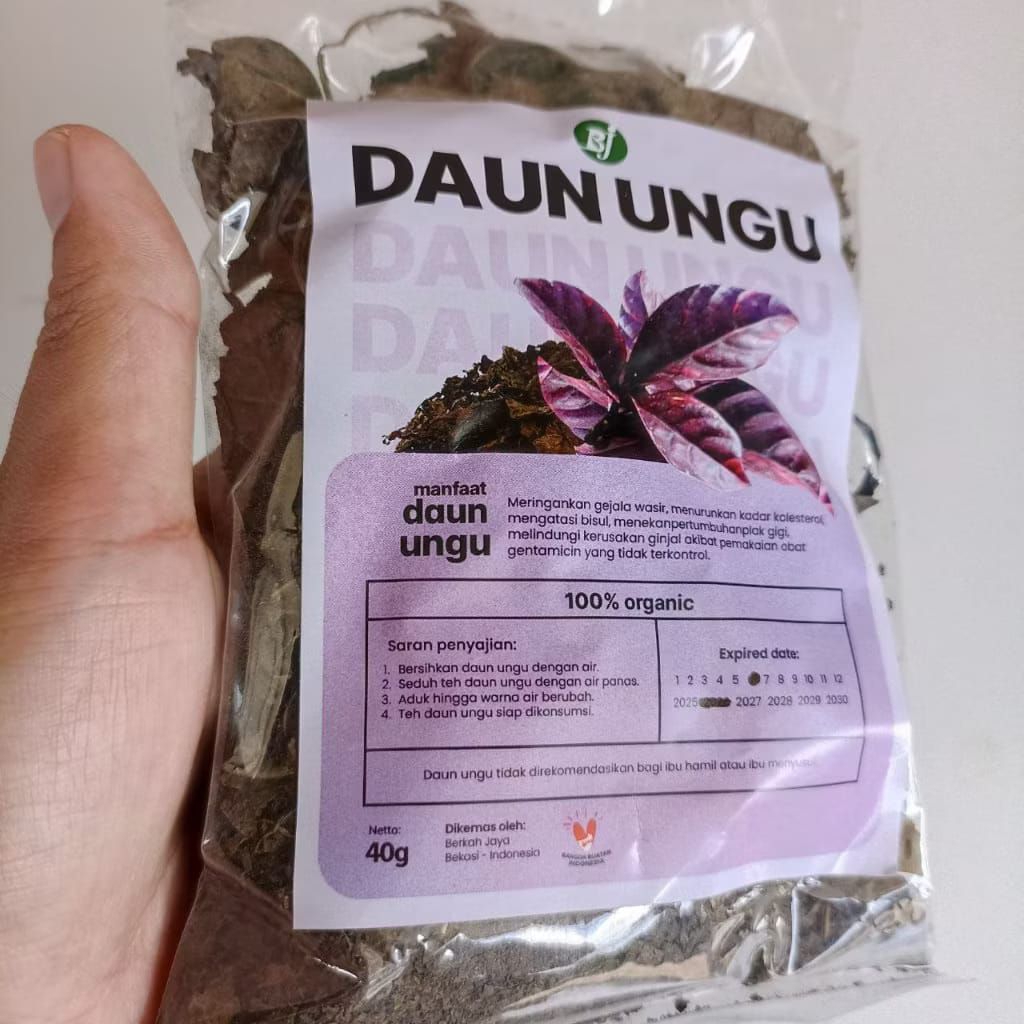 BJ
DAUN UNGU
DAUN UNGU
DAU
manfaat
daun
ungu
Meringankan gejala wasir, menurunkan kadar kolesterol,
mengatasi bisul, menekanpertumbuhanplak gigi,
melindungi kerusakan ginjal akibat pemakaian obat
gentamicin yang tidak terkontrol.
100% organic
Saran penyajian:
1. Bersihkan daun ungu dengan air.
2. Seduh teh daun ungu dengan air panas.
3. Aduk hingga warna air berubah.
4. Teh daun ungu siap dikonsumsi.
Expired date:
1 2 3 4 5 7 8 9 10 11 12
2025 2027 2028 2029 2030
Daun ungu tidak direkomendasikan bagi ibu hamil atau ibu menyusui.
Netto:
40g
Dikemas oleh:
Berkah Jaya
Bekasi - Indonesia
BANGGA BUATAN
INDONESIA